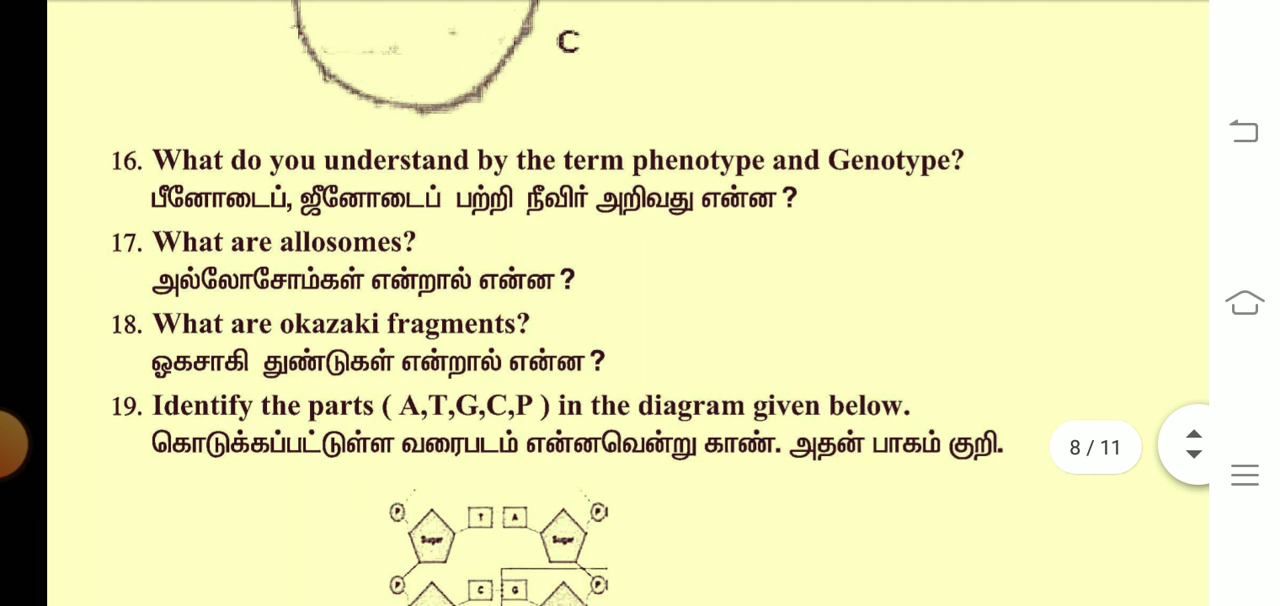 C
16. What do you understand by the term phenotype and Genotype?
பீனோடைப், ஜீனோடைப் பற்றி நீவிர் அறிவது என்ன ?
17. What are allosomes?
அல்லோசோம்கள் என்றால் என்ன ?
18. What are okazaki fragments?
ஒகசாகி துண்டுகள் என்றால் என்ன ?
19. Identify the parts ( A,T,G,C,P ) in the diagram given below.
கொடுக்கப்பட்டுள்ள வரைபடம் என்னவென்று காண். அதன் பாகம் குறி.
8 / 11
P T A P
Sugar Sugar
P C G P